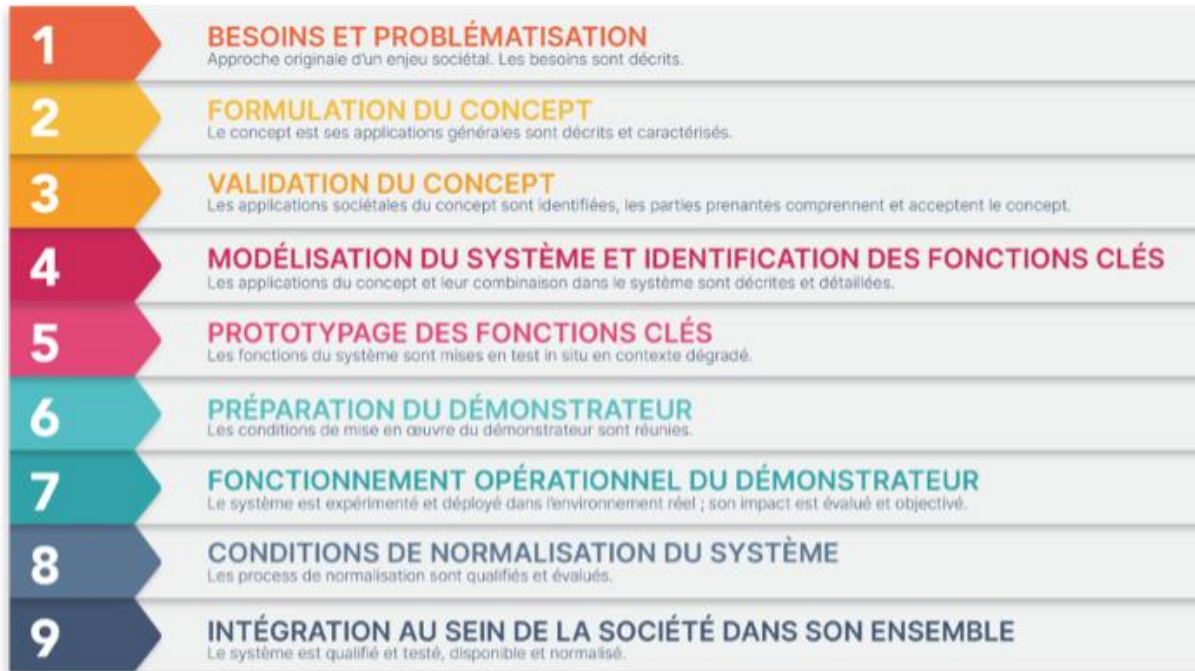 1
BESOINS ET PROBLÉMATISATION
Approche originale d'un enjeu sociétal. Les besoins sont décrits.
2
FORMULATION DU CONCEPT
Le concept est ses applications générales sont décrits et caractérisés.
3
VALIDATION DU CONCEPT
Les applications sociétales du concept sont identifiées, les parties prenantes comprennent et acceptent le concept.
4
MODÉLISATION DU SYSTÈME ET IDENTIFICATION DES FONCTIONS CLÉS
Les applications du concept et leur combinaison dans le système sont décrites et détaillées.
5
PROTOTYPAGE DES FONCTIONS CLÉS
Les fonctions du système sont mises en test in situ en contexte dégradé.
6
PRÉPARATION DU DÉMONSTRATEUR
Les conditions de mise en œuvre du démonstrateur sont réunies.
7
FONCTIONNEMENT OPÉRATIONNEL DU DÉMONSTRATEUR
Le système est expérimenté et déployé dans l'environnement réel ; son impact est évalué et objectivé.
8
CONDITIONS DE NORMALISATION DU SYSTÈME
Les process de normalisation sont qualifiés et évalués.
9
INTÉGRATION AU SEIN DE LA SOCIÉTÉ DANS SON ENSEMBLE
Le système est qualifié et testé, disponible et normalisé.